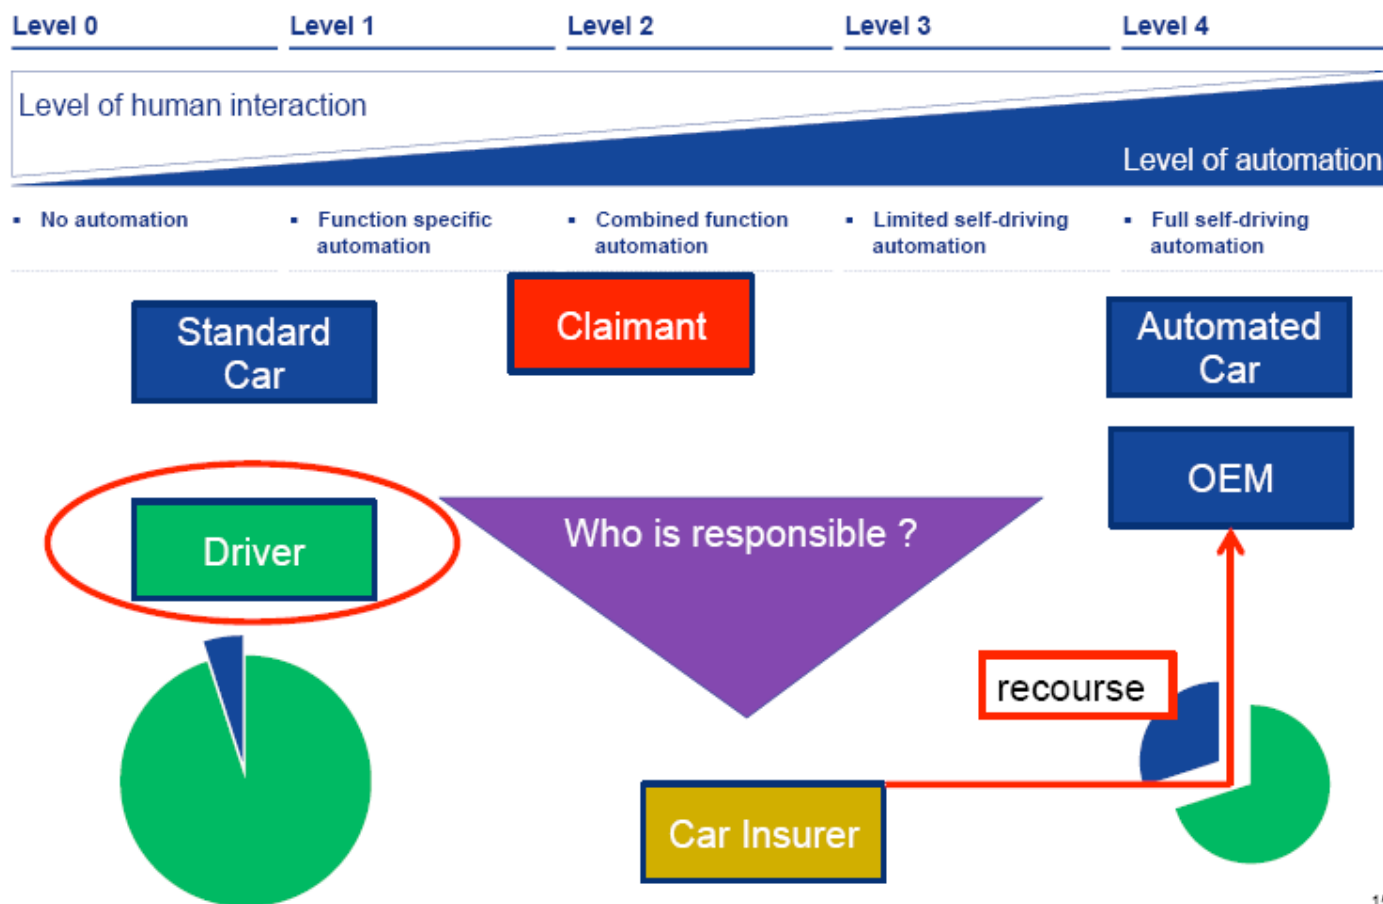 Level 0
Level 1
Level 2
Level 3
Level 4
Level of human interaction
Level of automation
▪ No automation
▪ Function specific
automation
▪ Combined function
automation
▪ Limited self-driving
automation
▪ Full self-driving
automation
Standard
Car
Claimant
Automated
Car
OEM
Driver
Who is responsible ?
recourse
Car Insurer